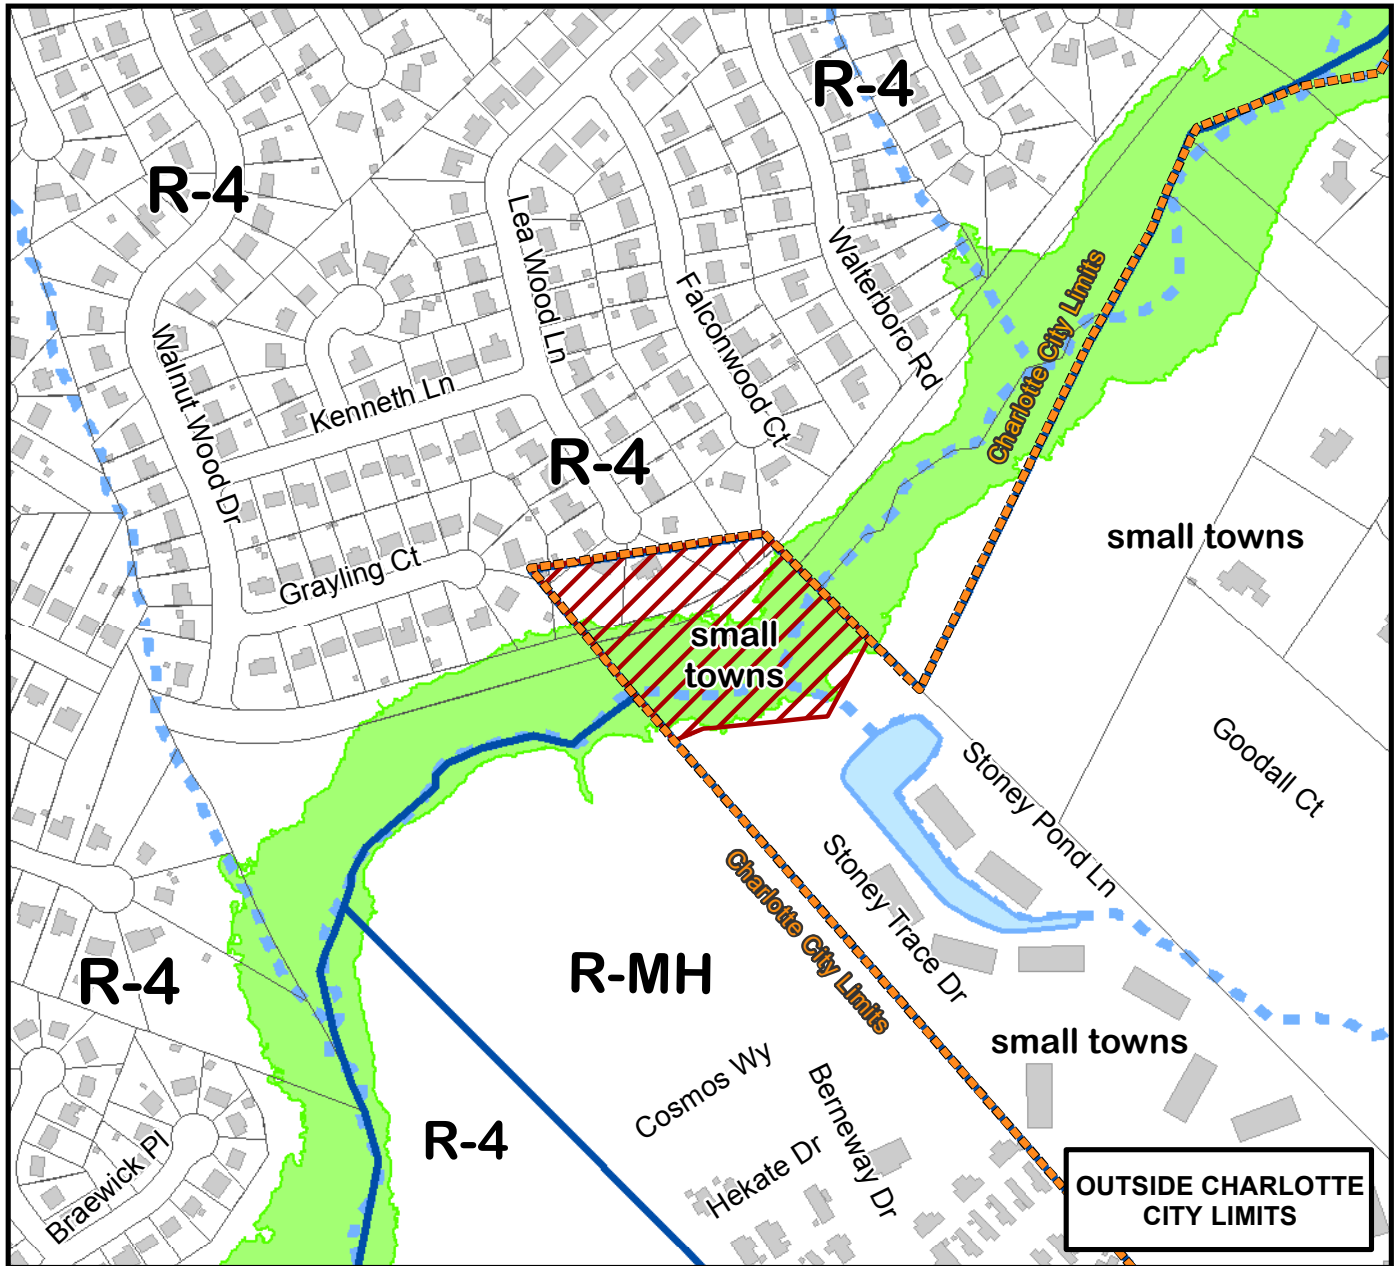 R-4
R-4
Lea Wood Ln
Walterboro Rd
Charlotte City Limits
Falconwood Ct
Walnut Wood Dr
Kenneth Ln
R-4
small towns
Grayling Ct
small
towns
Goodall Ct
Stoney Pond Ln
Stoney Trace Dr
Charlotte City Limits
R-4
R-MH
small towns
Cosmos Wy
Berneway Dr
R-4
Hekate Dr
Braewick Pl
OUTSIDE CHARLOTTE
CITY LIMITS